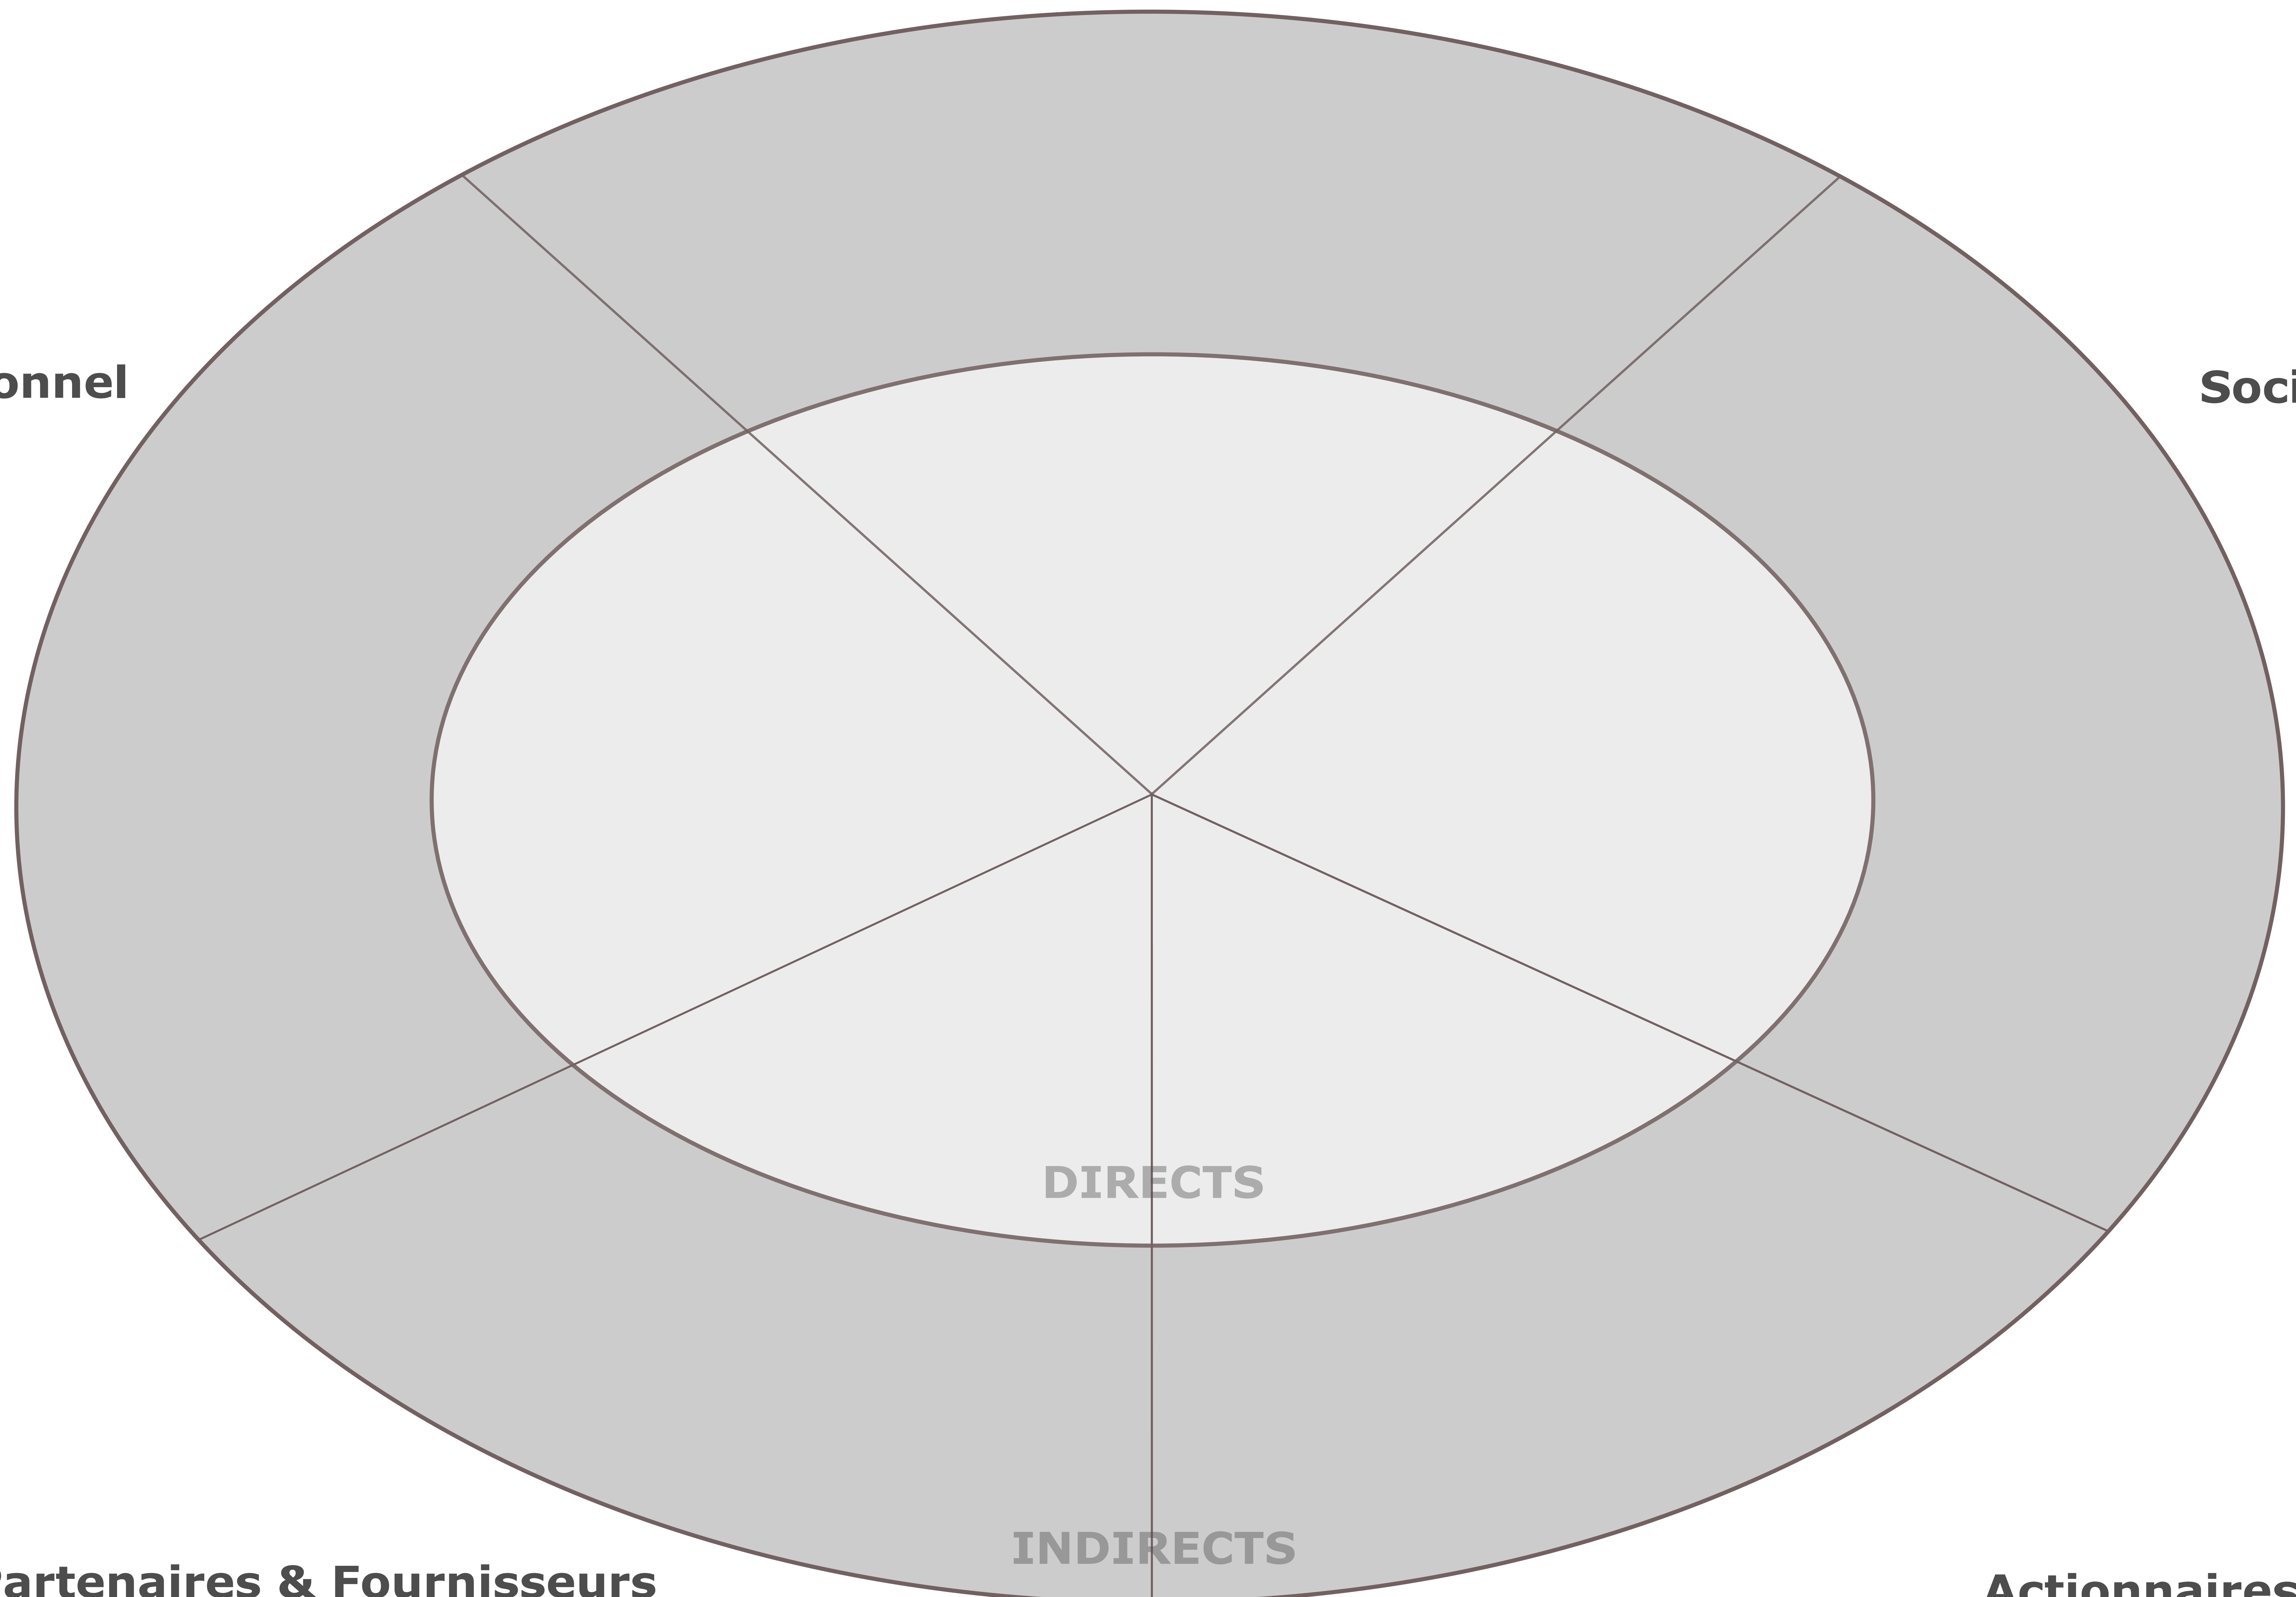 onnel
Soci
DIRECTS
INDIRECTS
artenaires & Fournisseurs
Actionnaires